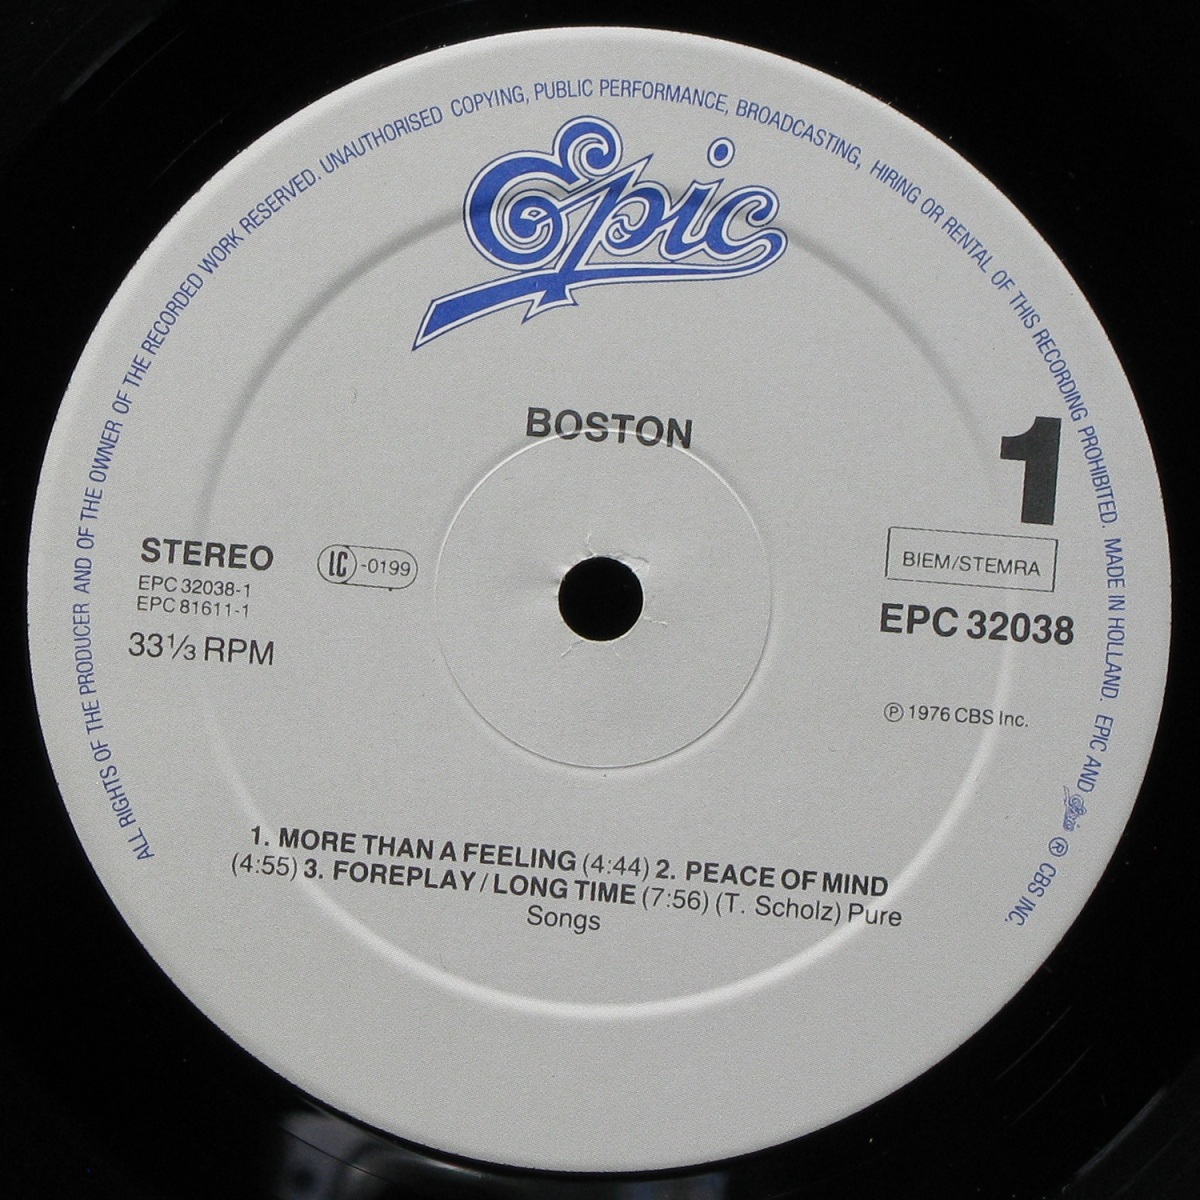 ALL RIGHTS OF THE PRODUCER AND OF THE OWNER OF THE RECORDED WORK RESERVED. UNAUTHORISED COPYING, PUBLIC PERFORMANCE, BROADCASTING, HIRING OR RENTAL OF THIS RECORDING PROHIBITED. MADE IN HOLLAND. EPIC AND Epic ® CBS INC.
Epic
BOSTON
1
STEREO
LC -0199
EPC 32038-1
EPC 81611-1
33⅓ RPM
BIEM/STEMRA
EPC 32038
℗ 1976 CBS Inc.
1. MORE THAN A FEELING (4:44) 2. PEACE OF MIND
(4:55) 3. FOREPLAY/LONG TIME (7:56) (T. Scholz) Pure
Songs